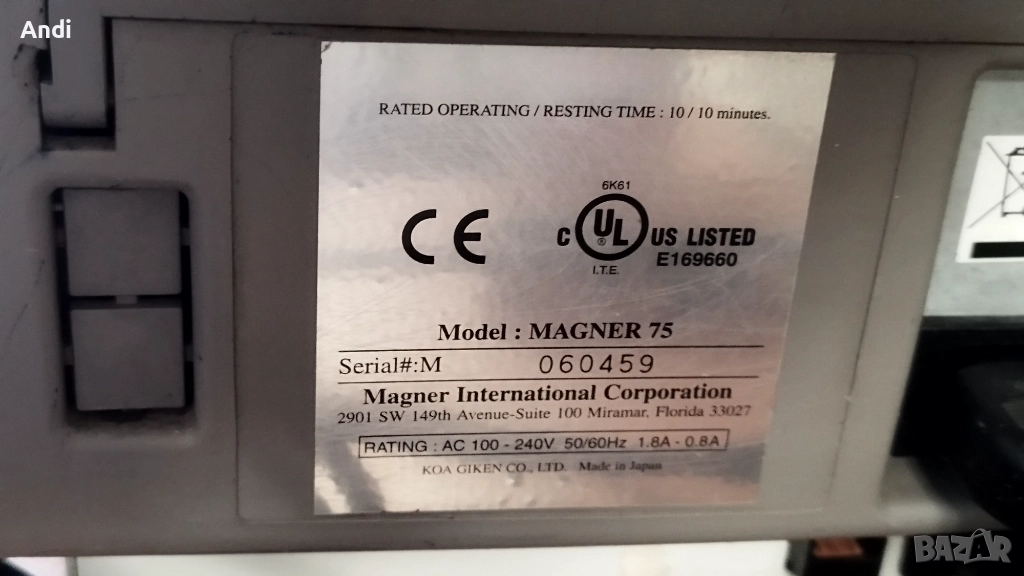 Andi
RATED OPERATING / RESTING TIME : 10 / 10 minutes.
6K61
CE
C UL ® US LISTED
E169660
I.T.E.
Model : MAGNER 75
Serial#:M 060459
Magner International Corporation
2901 SW 149th Avenue-Suite 100 Miramar, Florida 33027
RATING : AC 100 - 240V 50/60Hz 1.8A - 0.8A
KOA GIKEN CO., LTD. Made in Japan
BAZAR